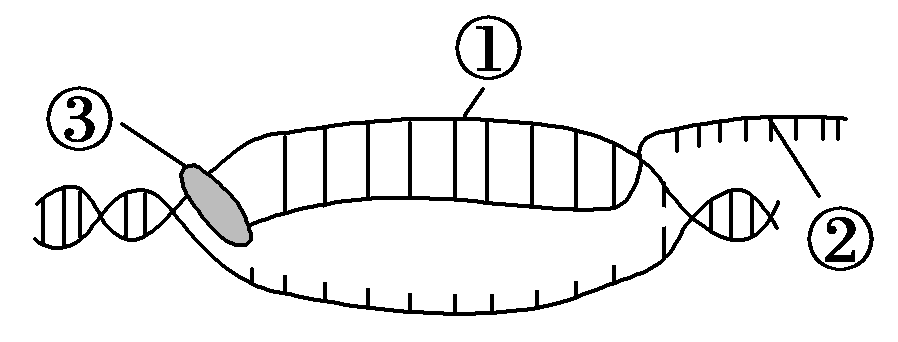 ①
③
②